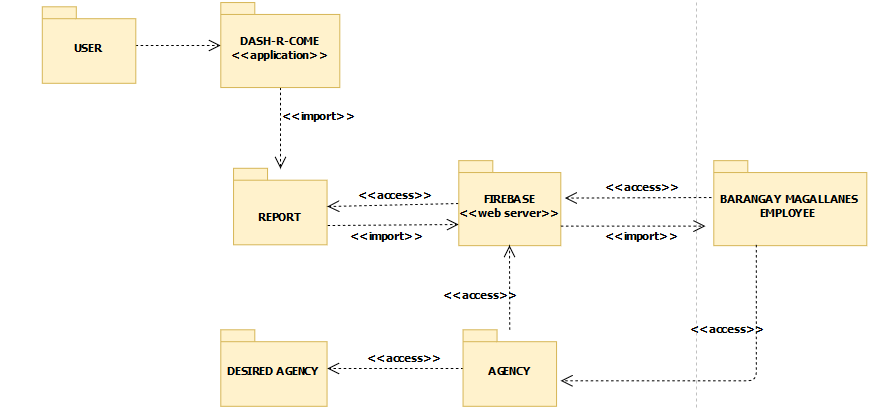 USER
DASH-R-COME
<<application>>
<<import>>
REPORT
<<access>>
<<import>>
FIREBASE
<<web server>>
<<access>>
<<import>>
BARANGAY MAGALLANES
EMPLOYEE
<<access>>
<<access>>
DESIRED AGENCY
<<access>>
AGENCY